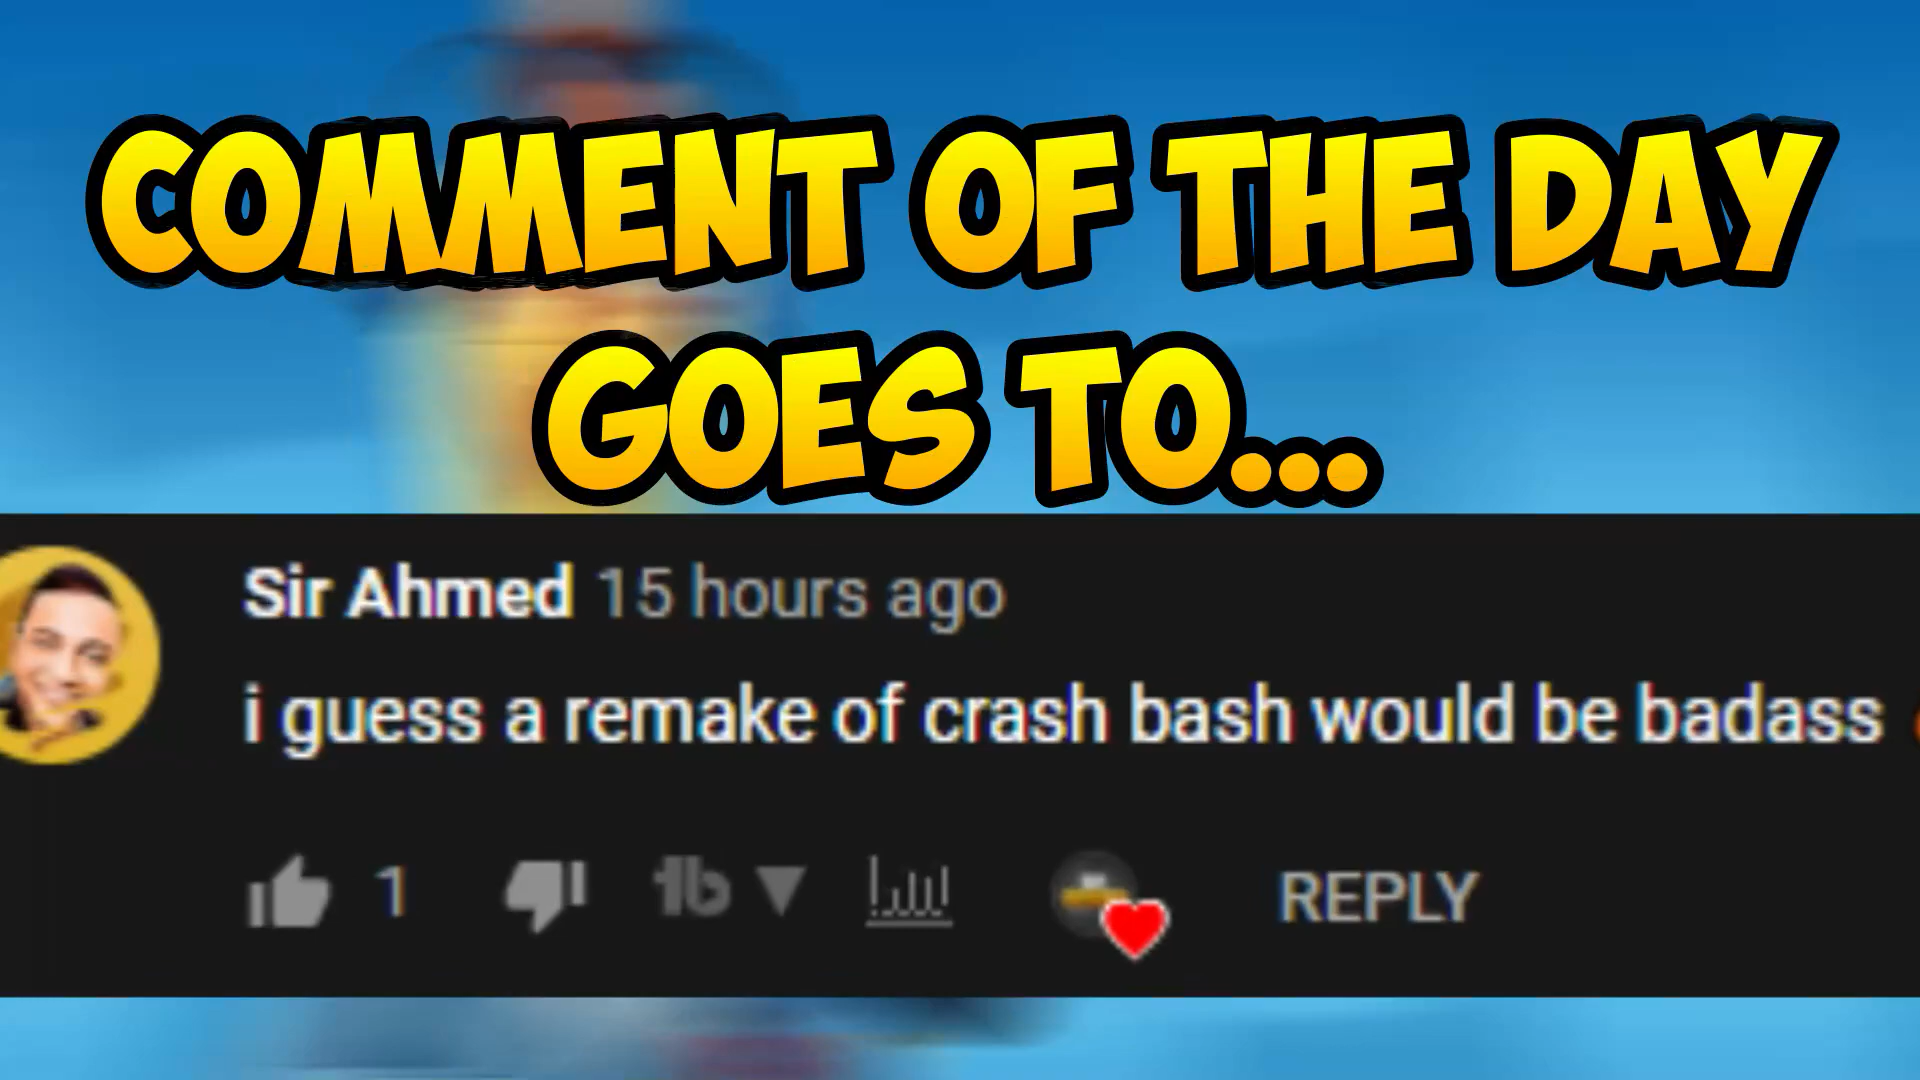 COMMENT OF THE DAY
GOES TO...
Sir Ahmed 15 hours ago
i guess a remake of crash bash would be badass
1
tb
REPLY